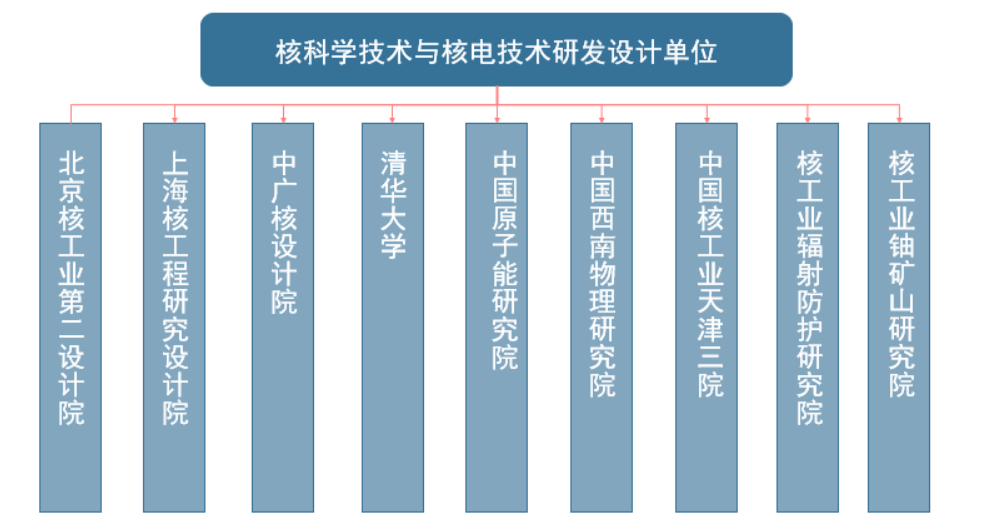 核科学技术与核电技术研发设计单位
北京核工业第二设计院
上海核工程研究设计院
中广核设计院
清华大学
中国原子能研究院
中国西南物理研究院
中国核工业天津三院
核工业辐射防护研究院
核工业铀矿山研究院